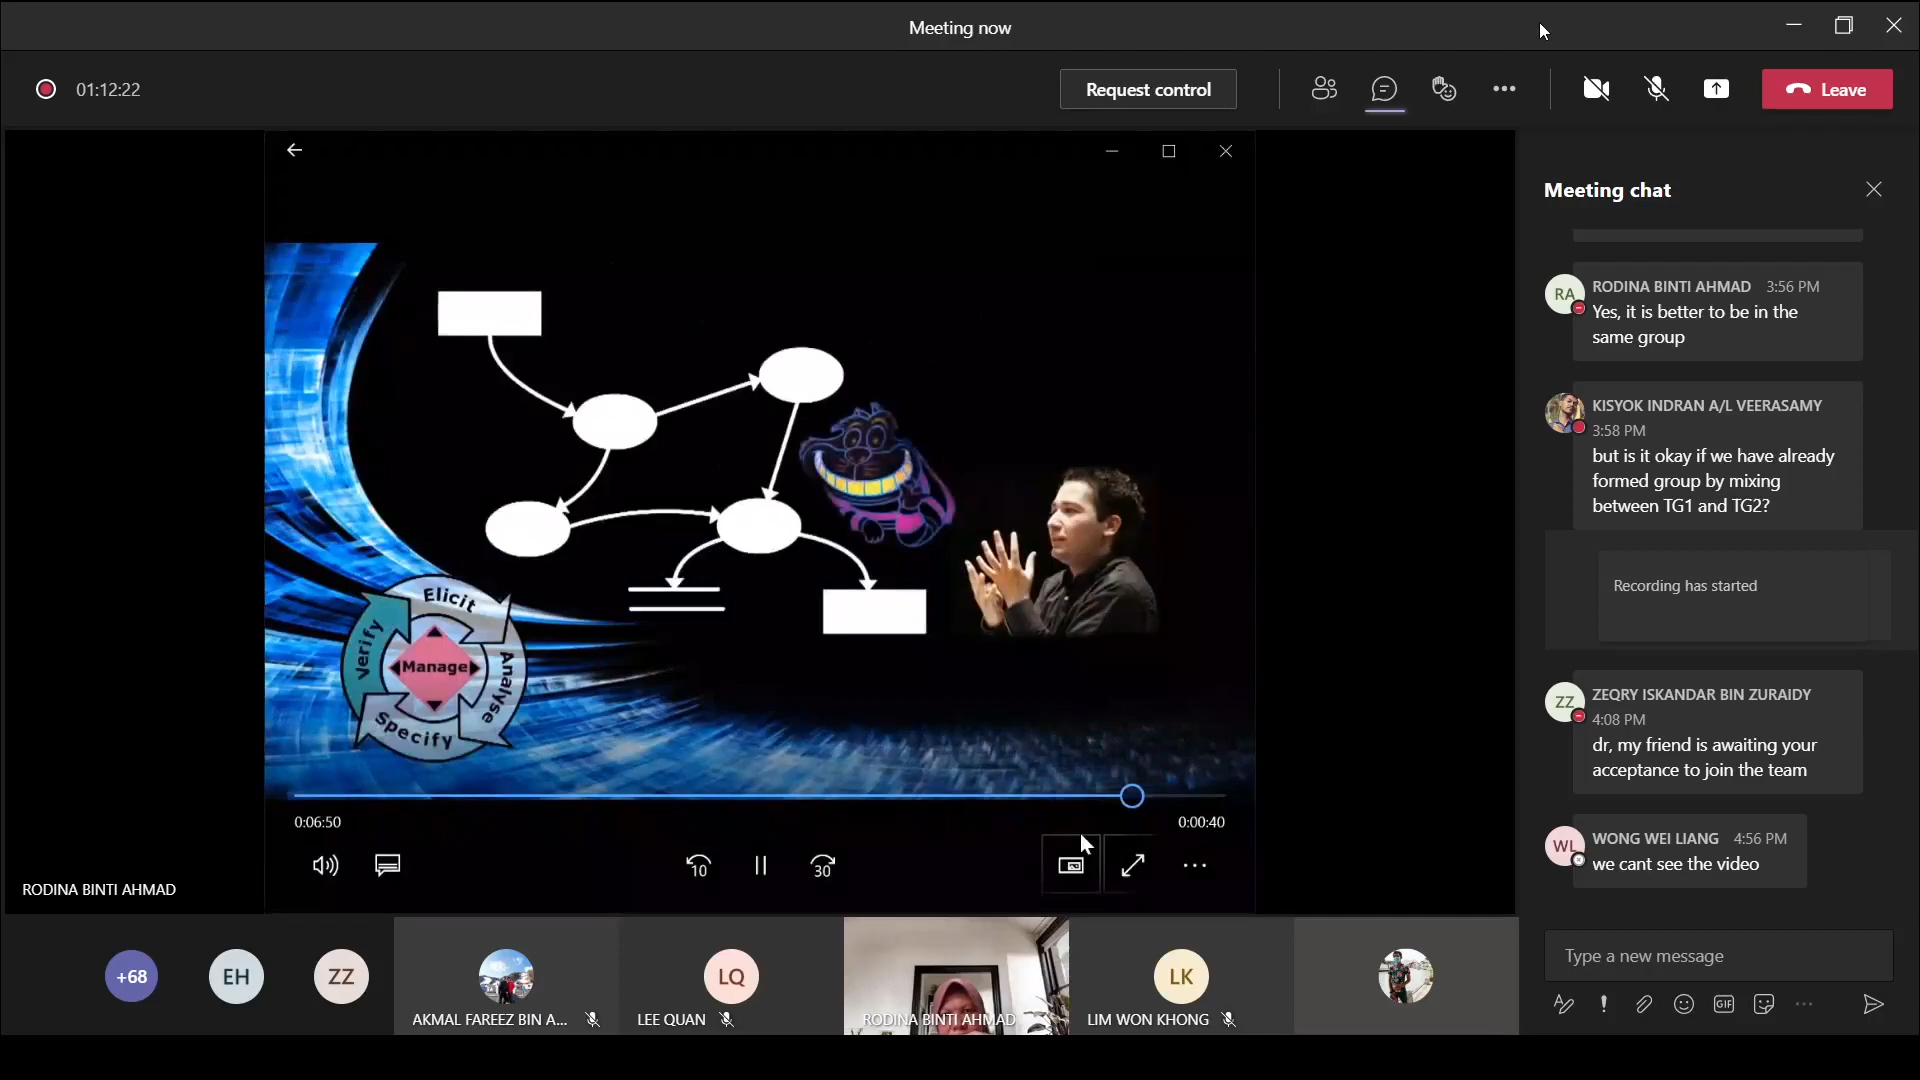 Meeting now
01:12:22
Request control
Leave
Meeting chat
RA
RODINA BINTI AHMAD 3:56 PM
Yes, it is better to be in the
same group
KISYOK INDRAN A/L VEERASAMY
3:58 PM
but is it okay if we have already
formed group by mixing
between TG1 and TG2?
Recording has started
ZZ
ZEQRY ISKANDAR BIN ZURAIDY
4:08 PM
dr, my friend is awaiting your
acceptance to join the team
WL
WONG WEI LIANG 4:56 PM
we cant see the video
Type a new message
GIF
Elicit
Verify
Manage
Analyse
Specify
0:06:50
0:00:40
10
30
RODINA BINTI AHMAD
+68
EH
ZZ
AKMAL FAREEZ BIN A...
LQ
LEE QUAN
RODINA BINTI AHMAD
LK
LIM WON KHONG